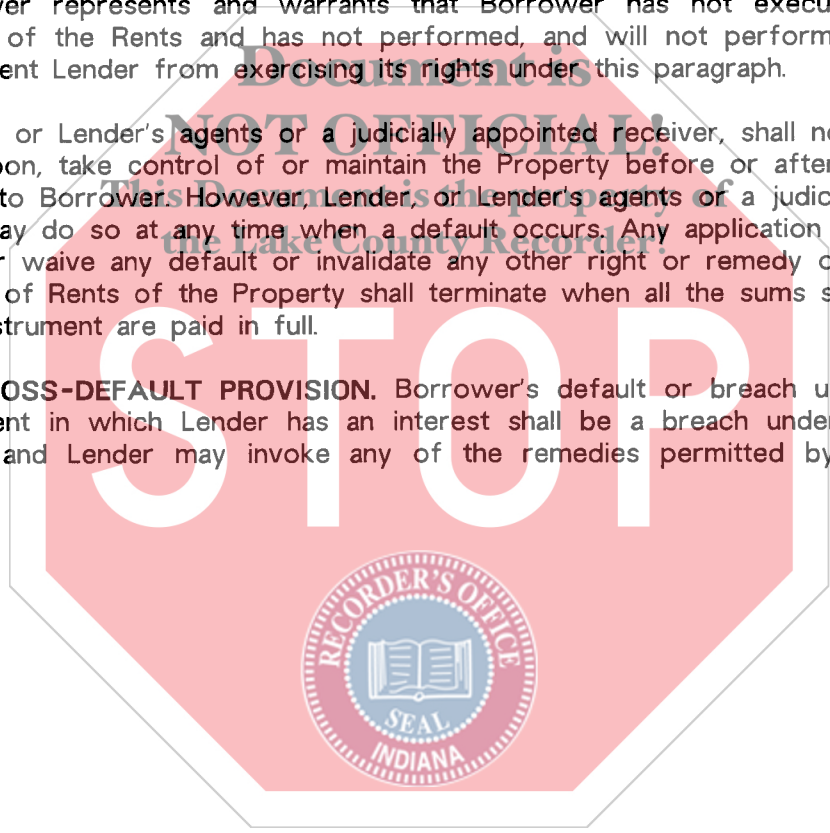 ver represents and warrants that Borrower has not execu
of the Rents and has not performed, and will not perform
ent Lender from exercising its rights under this paragraph.
Document is
or Lender's agents or a judicially appointed receiver, shall no
NOT OFFICIAL!
on, take control of or maintain the Property before or after
to Borrower. However, Lender, or Lender's agents or a judic
This Document is the property of
ay do so at any time when a default occurs. Any application
the Lake County Recorder!
r waive any default or invalidate any other right or remedy o
of Rents of the Property shall terminate when all the sums s
strument are paid in full.
STOP
OSS-DEFAULT PROVISION. Borrower's default or breach u
ent in which Lender has an interest shall be a breach under
and Lender may invoke any of the remedies permitted by
RECORDER'S OFFICE
SEAL
INDIANA